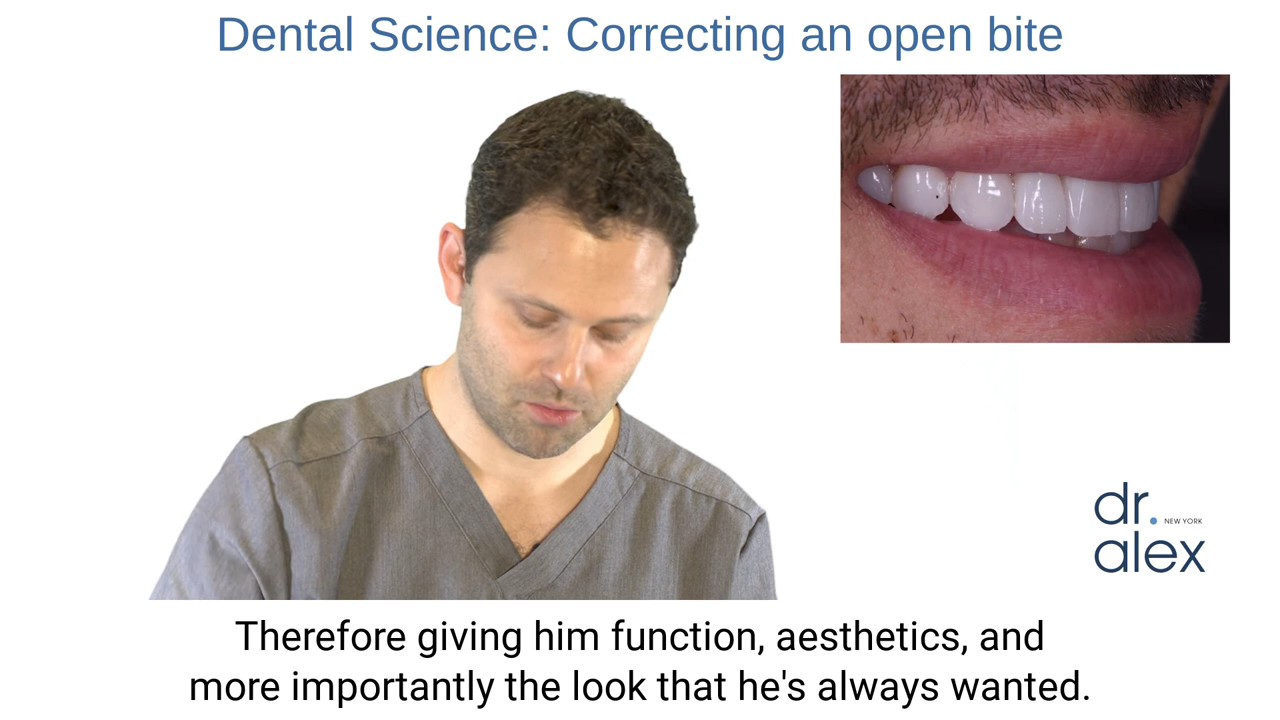 Dental Science: Correcting an open bite
dr.
NEW YORK
alex
Therefore giving him function, aesthetics, and
more importantly the look that he's always wanted.